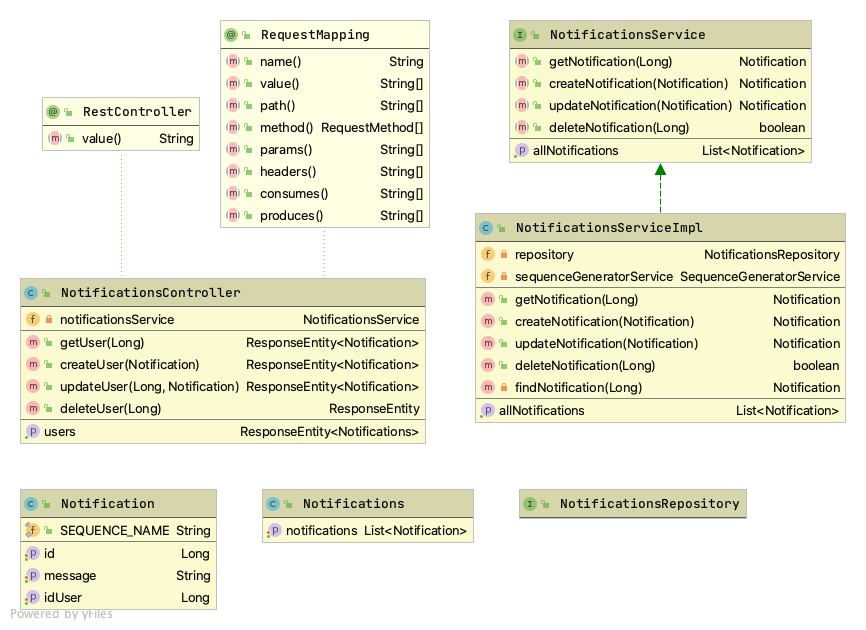 RestController
value() String
RequestMapping
name() String
value() String[]
path() String[]
method() RequestMethod[]
params() String[]
headers() String[]
consumes() String[]
produces() String[]
NotificationsService
getNotification(Long) Notification
createNotification(Notification) Notification
updateNotification(Notification) Notification
deleteNotification(Long) boolean
allNotifications List<Notification>
NotificationsController
notificationsService NotificationsService
getUser(Long) ResponseEntity<Notification>
createUser(Notification) ResponseEntity<Notification>
updateUser(Long, Notification) ResponseEntity<Notification>
deleteUser(Long) ResponseEntity
users ResponseEntity<Notifications>
NotificationsServiceImpl
repository NotificationsRepository
sequenceGeneratorService SequenceGeneratorService
getNotification(Long) Notification
createNotification(Notification) Notification
updateNotification(Notification) Notification
deleteNotification(Long) boolean
findNotification(Long) Notification
allNotifications List<Notification>
Notification
SEQUENCE_NAME String
id Long
message String
idUser Long
Notifications
notifications List<Notification>
NotificationsRepository
Powered by yFiles